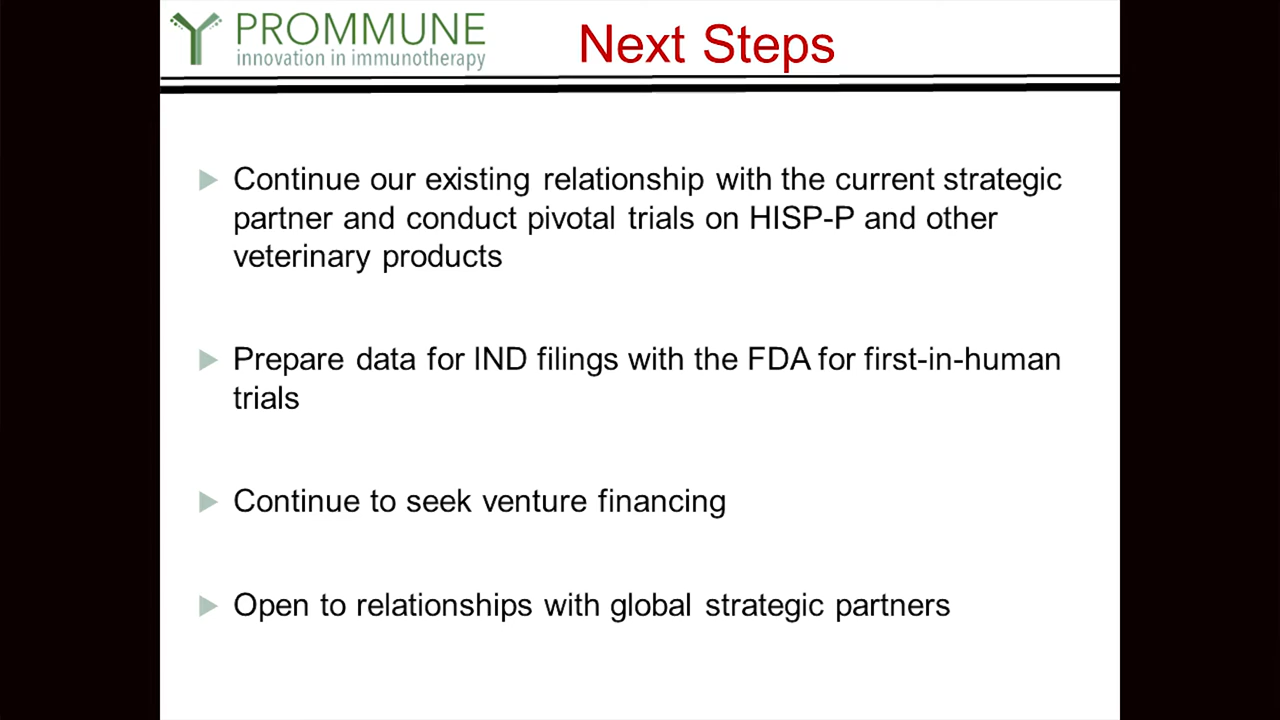 PROMMUNE
innovation in immunotherapy
Next Steps
Continue our existing relationship with the current strategic
partner and conduct pivotal trials on HISP-P and other
veterinary products
Prepare data for IND filings with the FDA for first-in-human
trials
Continue to seek venture financing
Open to relationships with global strategic partners